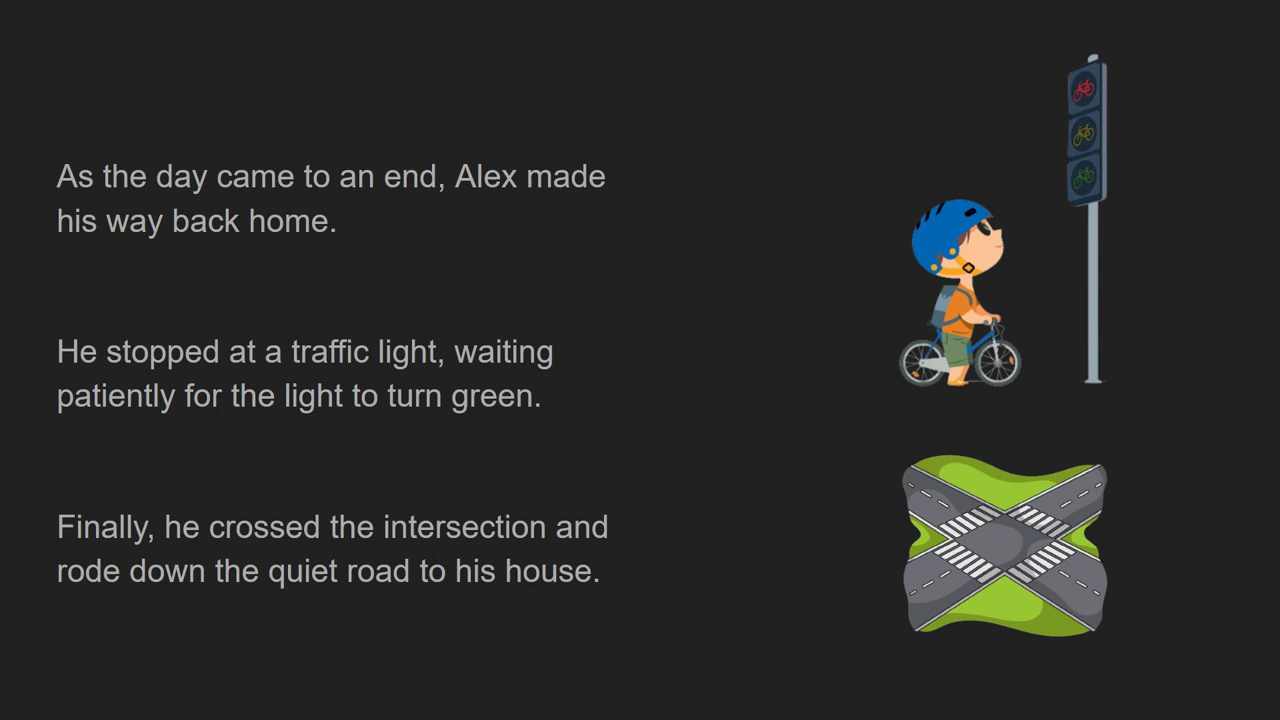 As the day came to an end, Alex made
his way back home.
He stopped at a traffic light, waiting
patiently for the light to turn green.
Finally, he crossed the intersection and
rode down the quiet road to his house.